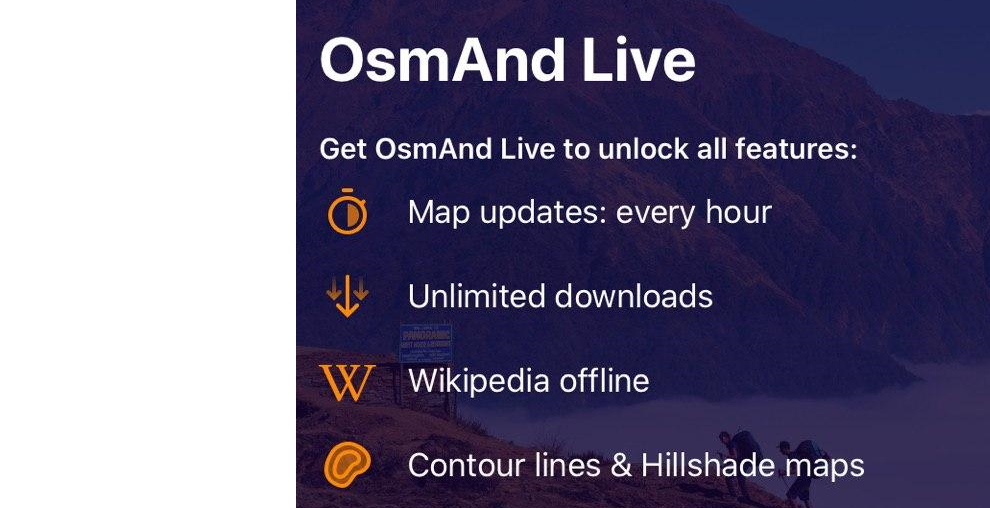 OsmAnd Live
Get OsmAnd Live to unlock all features:
Map updates: every hour
Unlimited downloads
PANORAMIC
W Wikipedia offline
Contour lines & Hillshade maps